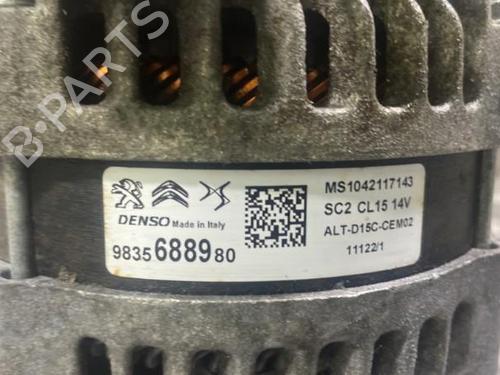 B-PARTS
DENSO Made in Italy
9835688980
MS1042117143
SC2 CL15 14V
ALT-D15C-CEM02
11122/1